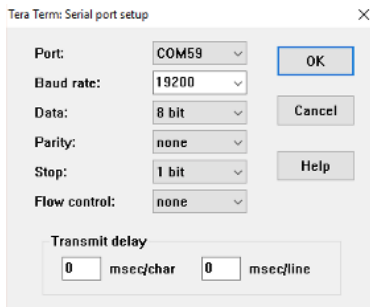 Tera Term: Serial port setup
Port: COM59 OK
Baud rate: 19200
Data: 8 bit Cancel
Parity: none
Stop: 1 bit Help
Flow control: none
Transmit delay
0 msec/char 0 msec/line